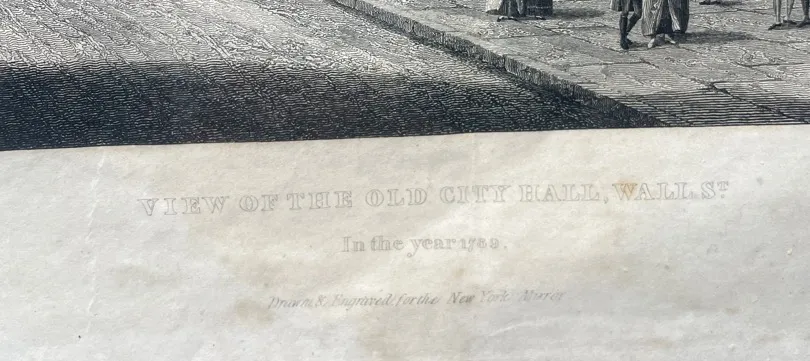 VIEW OF THE OLD CITY HALL, WALL ST
In the year 1789.
Drawn & Engraved for the New York Mirror